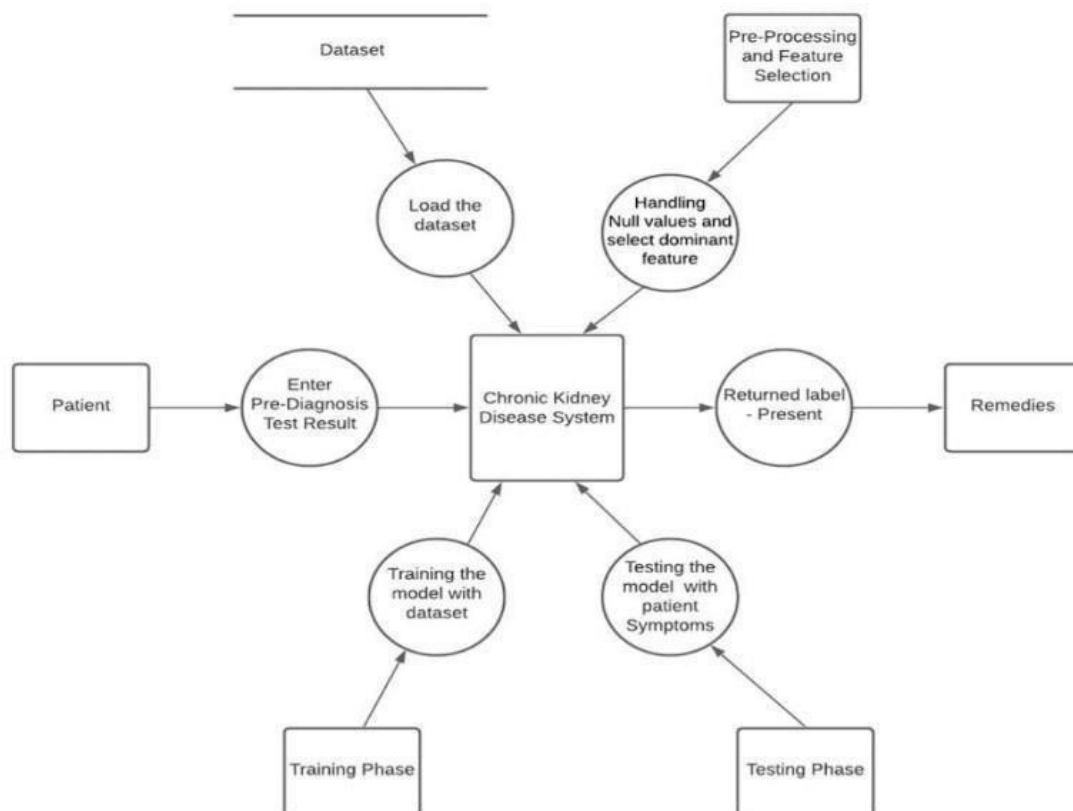 Dataset
Pre-Processing
and Feature
Selection
Load the
dataset
Handling
Null values and
select dominant
feature
Patient
Enter
Pre-Diagnosis
Test Result
Chronic Kidney
Disease System
Returned label
- Present
Remedies
Training the
model with
dataset
Testing the
model with
patient
Symptoms
Training Phase
Testing Phase